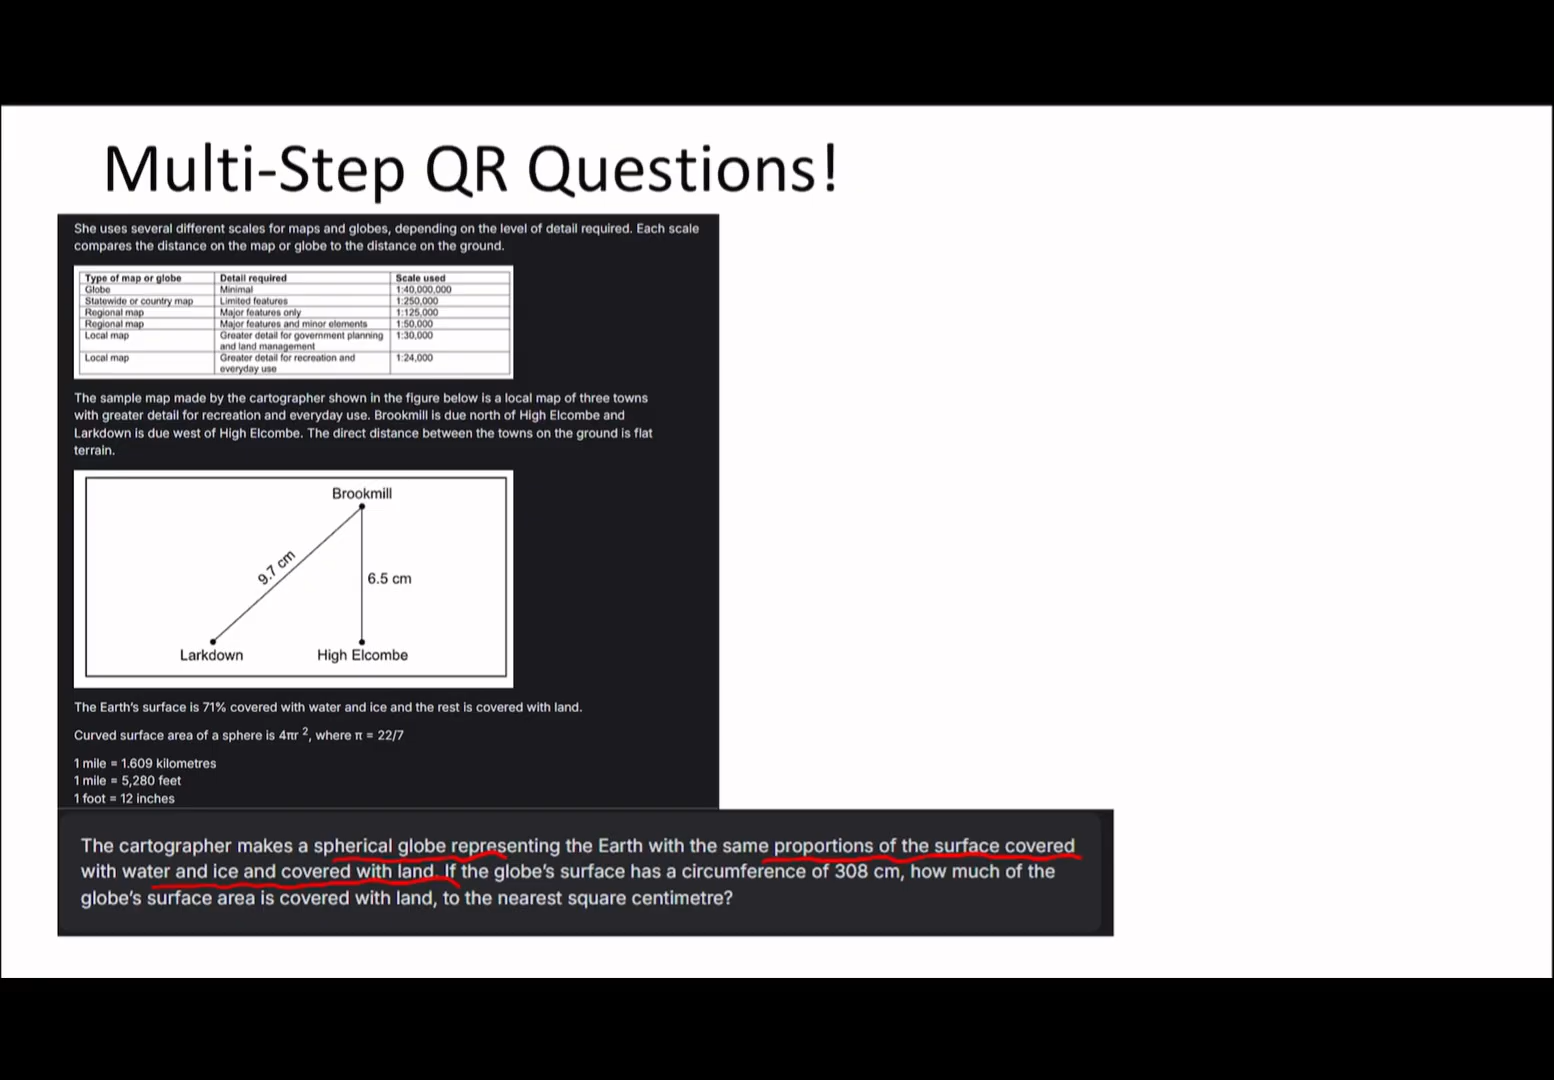 Multi-Step QR Questions!
She uses several different scales for maps and globes, depending on the level of detail required. Each scale
compares the distance on the map or globe to the distance on the ground.
Type of map or globe Detail required Scale used
Globe Minimal 1:40,000,000
Statewide or country map Limited features 1:250,000
Regional map Major features only 1:125,000
Regional map Major features and minor elements 1:50,000
Local map Greater detail for government planning 1:30,000
and land management
Local map Greater detail for recreation and 1:24,000
everyday use
The sample map made by the cartographer shown in the figure below is a local map of three towns
with greater detail for recreation and everyday use. Brookmill is due north of High Elcombe and
Larkdown is due west of High Elcombe. The direct distance between the towns on the ground is flat
terrain.
Brookmill
9.7 cm
6.5 cm
Larkdown High Elcombe
The Earth's surface is 71% covered with water and ice and the rest is covered with land.
Curved surface area of a sphere is 4πr ², where π = 22/7
1 mile = 1.609 kilometres
1 mile = 5,280 feet
1 foot = 12 inches
The cartographer makes a spherical globe representing the Earth with the same proportions of the surface covered
with water and ice and covered with land. If the globe's surface has a circumference of 308 cm, how much of the
globe's surface area is covered with land, to the nearest square centimetre?